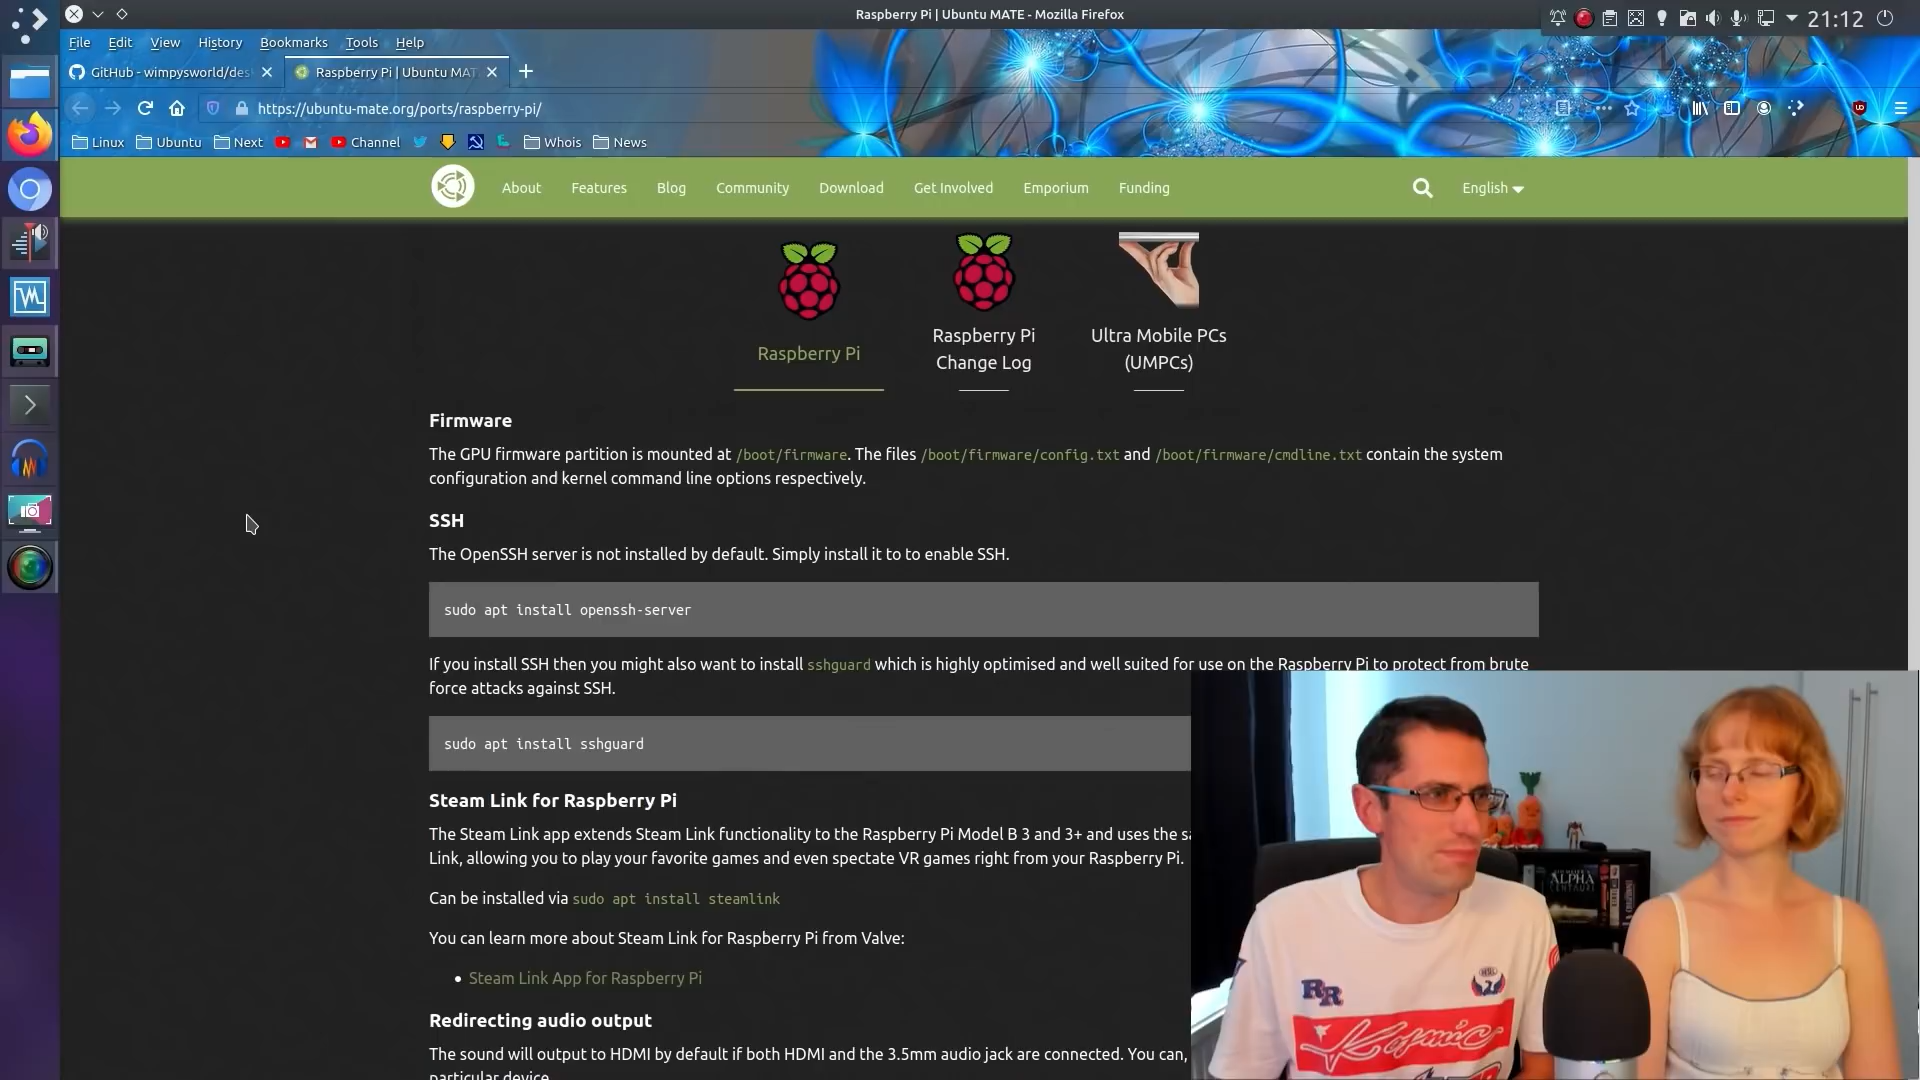 Raspberry Pi | Ubuntu MATE - Mozilla Firefox
21:12
File Edit View History Bookmarks Tools Help
GitHub - wimpysworld/des
Raspberry Pi | Ubuntu MAT
https://ubuntu-mate.org/ports/raspberry-pi/
Linux Ubuntu Next Channel Whois News
About Features Blog Community Download Get Involved Emporium Funding English
Raspberry Pi
Raspberry Pi
Change Log
Ultra Mobile PCs
(UMPCs)
Firmware
The GPU firmware partition is mounted at /boot/firmware. The files /boot/firmware/config.txt and /boot/firmware/cmdline.txt contain the system
configuration and kernel command line options respectively.
SSH
The OpenSSH server is not installed by default. Simply install it to to enable SSH.
sudo apt install openssh-server
If you install SSH then you might also want to install sshguard which is highly optimised and well suited for use on the Raspberry Pi to protect from brute
force attacks against SSH.
sudo apt install sshguard
Steam Link for Raspberry Pi
The Steam Link app extends Steam Link functionality to the Raspberry Pi Model B 3 and 3+ and uses the sa
Link, allowing you to play your favorite games and even spectate VR games right from your Raspberry Pi.
Can be installed via sudo apt install steamlink
You can learn more about Steam Link for Raspberry Pi from Valve:
• Steam Link App for Raspberry Pi
Redirecting audio output
The sound will output to HDMI by default if both HDMI and the 3.5mm audio jack are connected. You can,
particular device.
ALPHA
CENTAURI
RR
Kosmic